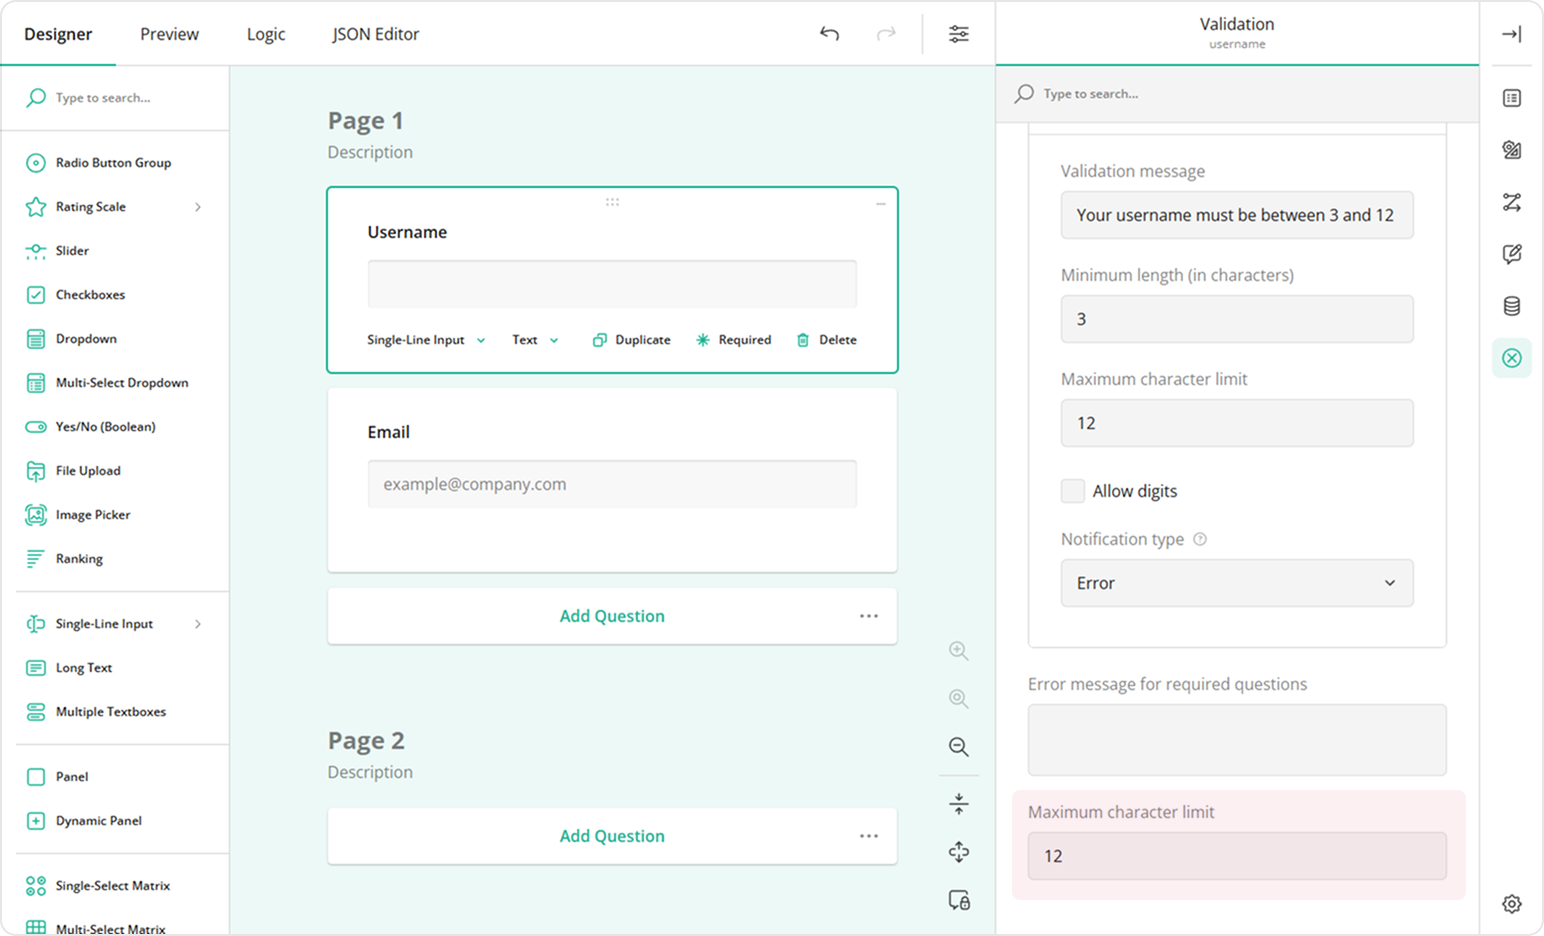 Designer
Preview
Logic
JSON Editor
Type to search...
Radio Button Group
Rating Scale
Slider
Checkboxes
Dropdown
Multi-Select Dropdown
Yes/No (Boolean)
File Upload
Image Picker
Ranking
Single-Line Input
Long Text
Multiple Textboxes
Panel
Dynamic Panel
Single-Select Matrix
Multi-Select Matrix
Page 1
Description
Username
Single-Line Input
Text
Duplicate
Required
Delete
Email
example@company.com
Add Question
Page 2
Description
Add Question
Validation
username
Type to search...
Validation message
Your username must be between 3 and 12
Minimum length (in characters)
3
Maximum character limit
12
Allow digits
Notification type
Error
Error message for required questions
Maximum character limit
12